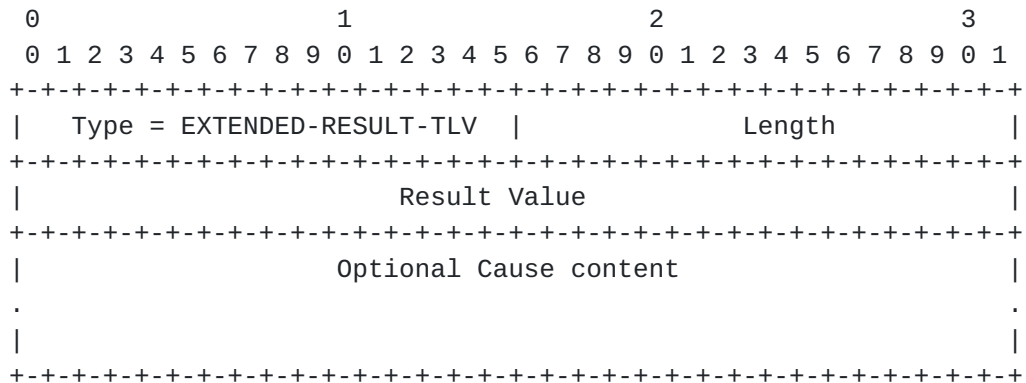 0                   1                   2                   3
 0 1 2 3 4 5 6 7 8 9 0 1 2 3 4 5 6 7 8 9 0 1 2 3 4 5 6 7 8 9 0 1
+-+-+-+-+-+-+-+-+-+-+-+-+-+-+-+-+-+-+-+-+-+-+-+-+-+-+-+-+-+-+-+-+
|   Type = EXTENDED-RESULT-TLV  |              Length           |
+-+-+-+-+-+-+-+-+-+-+-+-+-+-+-+-+-+-+-+-+-+-+-+-+-+-+-+-+-+-+-+-+
|                        Result Value                           |
+-+-+-+-+-+-+-+-+-+-+-+-+-+-+-+-+-+-+-+-+-+-+-+-+-+-+-+-+-+-+-+-+
|                    Optional Cause content                     |
.                                                               .
|                                                               |
+-+-+-+-+-+-+-+-+-+-+-+-+-+-+-+-+-+-+-+-+-+-+-+-+-+-+-+-+-+-+-+-+